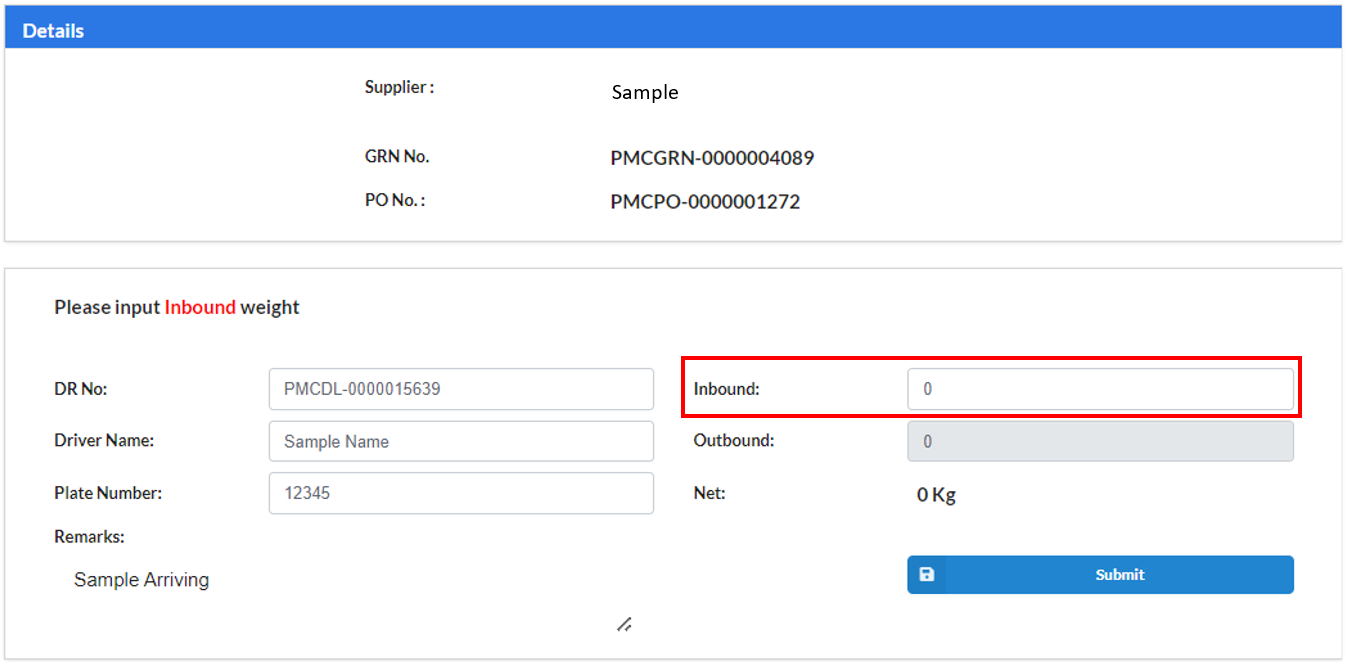 Details
Supplier : Sample
GRN No. PMCGRN-0000004089
PO No. : PMCPO-0000001272
Please input Inbound weight
DR No: PMCDL-0000015639 Inbound: 0
Driver Name: Sample Name Outbound: 0
Plate Number: 12345 Net: 0 Kg
Remarks:
Sample Arriving Submit